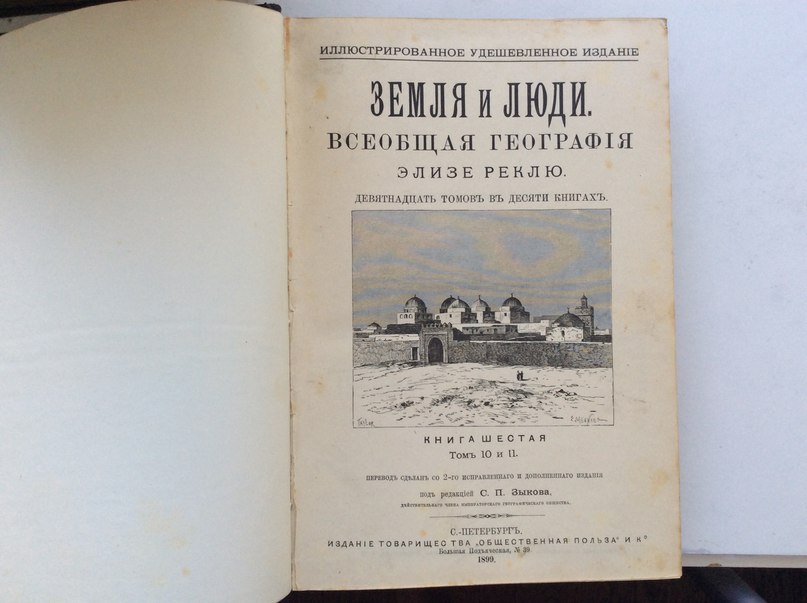 ИЛЛЮСТРИРОВАННОЕ УДЕШЕВЛЕННОЕ ИЗДАНІЕ
ЗЕМЛЯ И ЛЮДИ.
ВСЕОБЩАЯ ГЕОГРАФІЯ
ЭЛИЗЕ РЕКЛЮ.
ДЕВЯТНАДЦАТЬ ТОМОВЪ ВЪ ДЕСЯТИ КНИГАХЪ.
КНИГА ШЕСТАЯ
Томъ 10 и 11.
ПЕРЕВОДЪ СДѢЛАНЪ СО 2-ГО ИСПРАВЛЕННАГО И ДОПОЛНЕННАГО ИЗДАНІЯ
подъ редакціей С. П. Зыкова,
ДѢЙСТВИТЕЛЬНАГО ЧЛЕНА ИМПЕРАТОРСКАГО ГЕОГРАФИЧЕСКАГО ОБЩЕСТВА.
С.-ПЕТЕРБУРГЪ.
ИЗДАНІЕ ТОВАРИЩЕСТВА „ОБЩЕСТВЕННАЯ ПОЛЬЗА" И К°
Большая Подъяческая, № 39
1899.